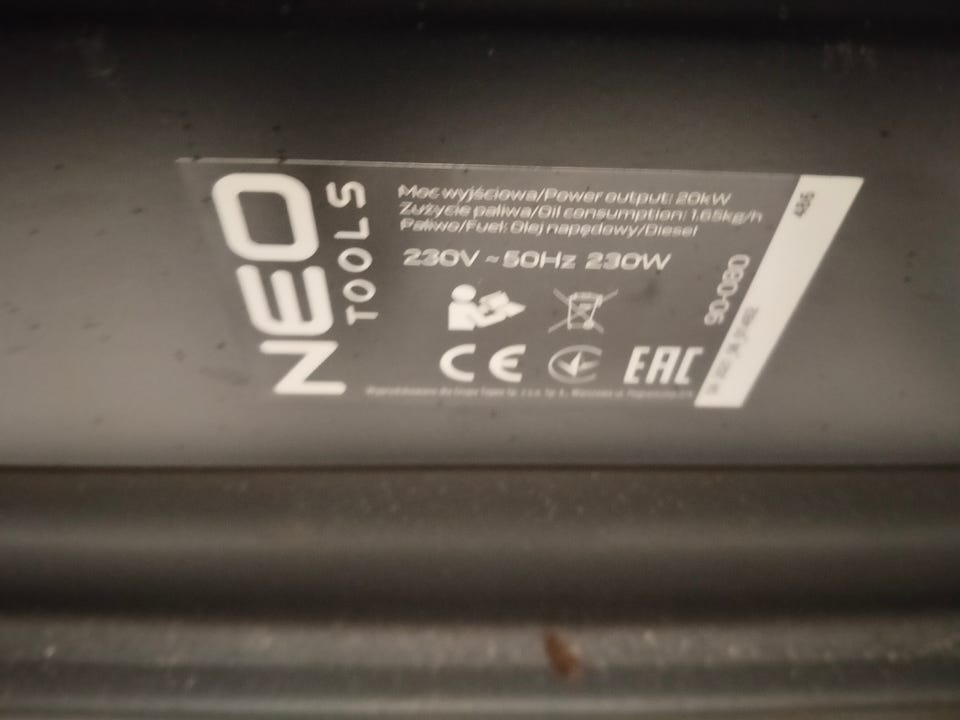 NEO
TOOLS
Moc wyjściowa/Power output: 20kW
Zużycie paliwa/Oil consumption: 1.65kg/h
Paliwo/Fuel: Olej napędowy/Diesel
230V ~ 50Hz 230W
90-080
CE
EAC